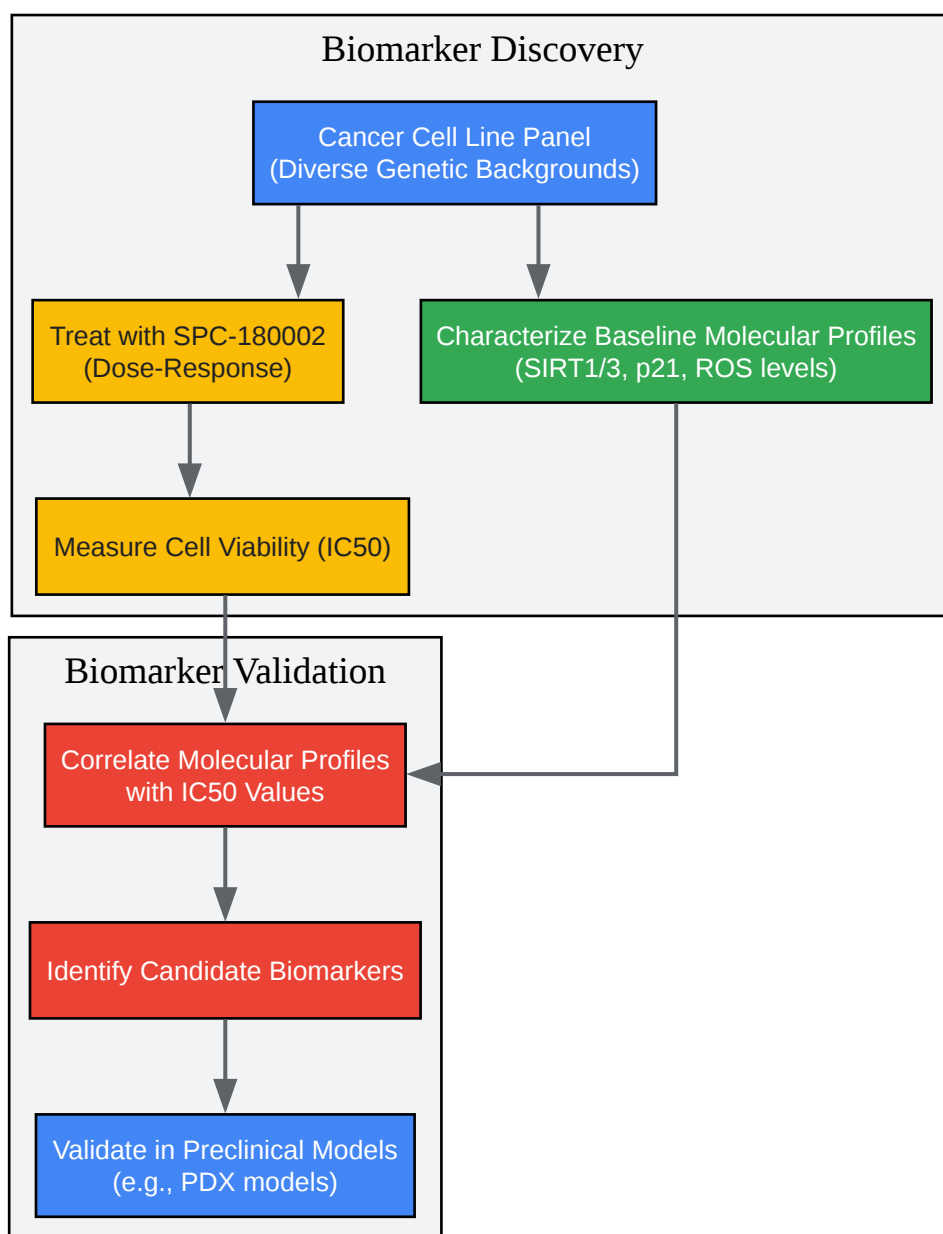 Biomarker Discovery
Cancer Cell Line Panel
(Diverse Genetic Backgrounds)
Treat with SPC-180002
(Dose-Response)
Characterize Baseline Molecular Profiles
(SIRT1/3, p21, ROS levels)
Measure Cell Viability (IC50)
Biomarker Validation
Correlate Molecular Profiles
with IC50 Values
Identify Candidate Biomarkers
Validate in Preclinical Models
(e.g., PDX models)